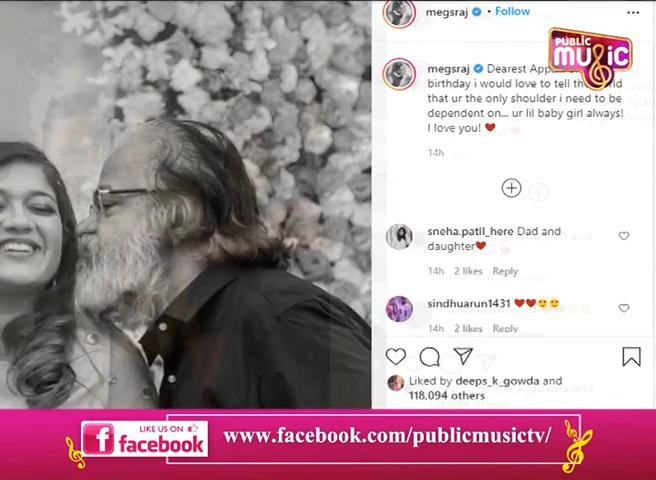 megsraj • Follow
PUBLIC
music
megsraj Dearest Appa
birthday i would love to tell the
that ur the only shoulder i need to be
dependent on... ur lil baby girl always!
I love you! ❤
14h
sneha.patll_here Dad and
daughter❤
14h 2 likes Reply
sindhuarun1431 ❤❤😍😍
14h 2 likes Reply
Liked by deeps_k_gowda and
118,094 others
LIKE US ON
facebook
www.facebook.com/publicmusictv/